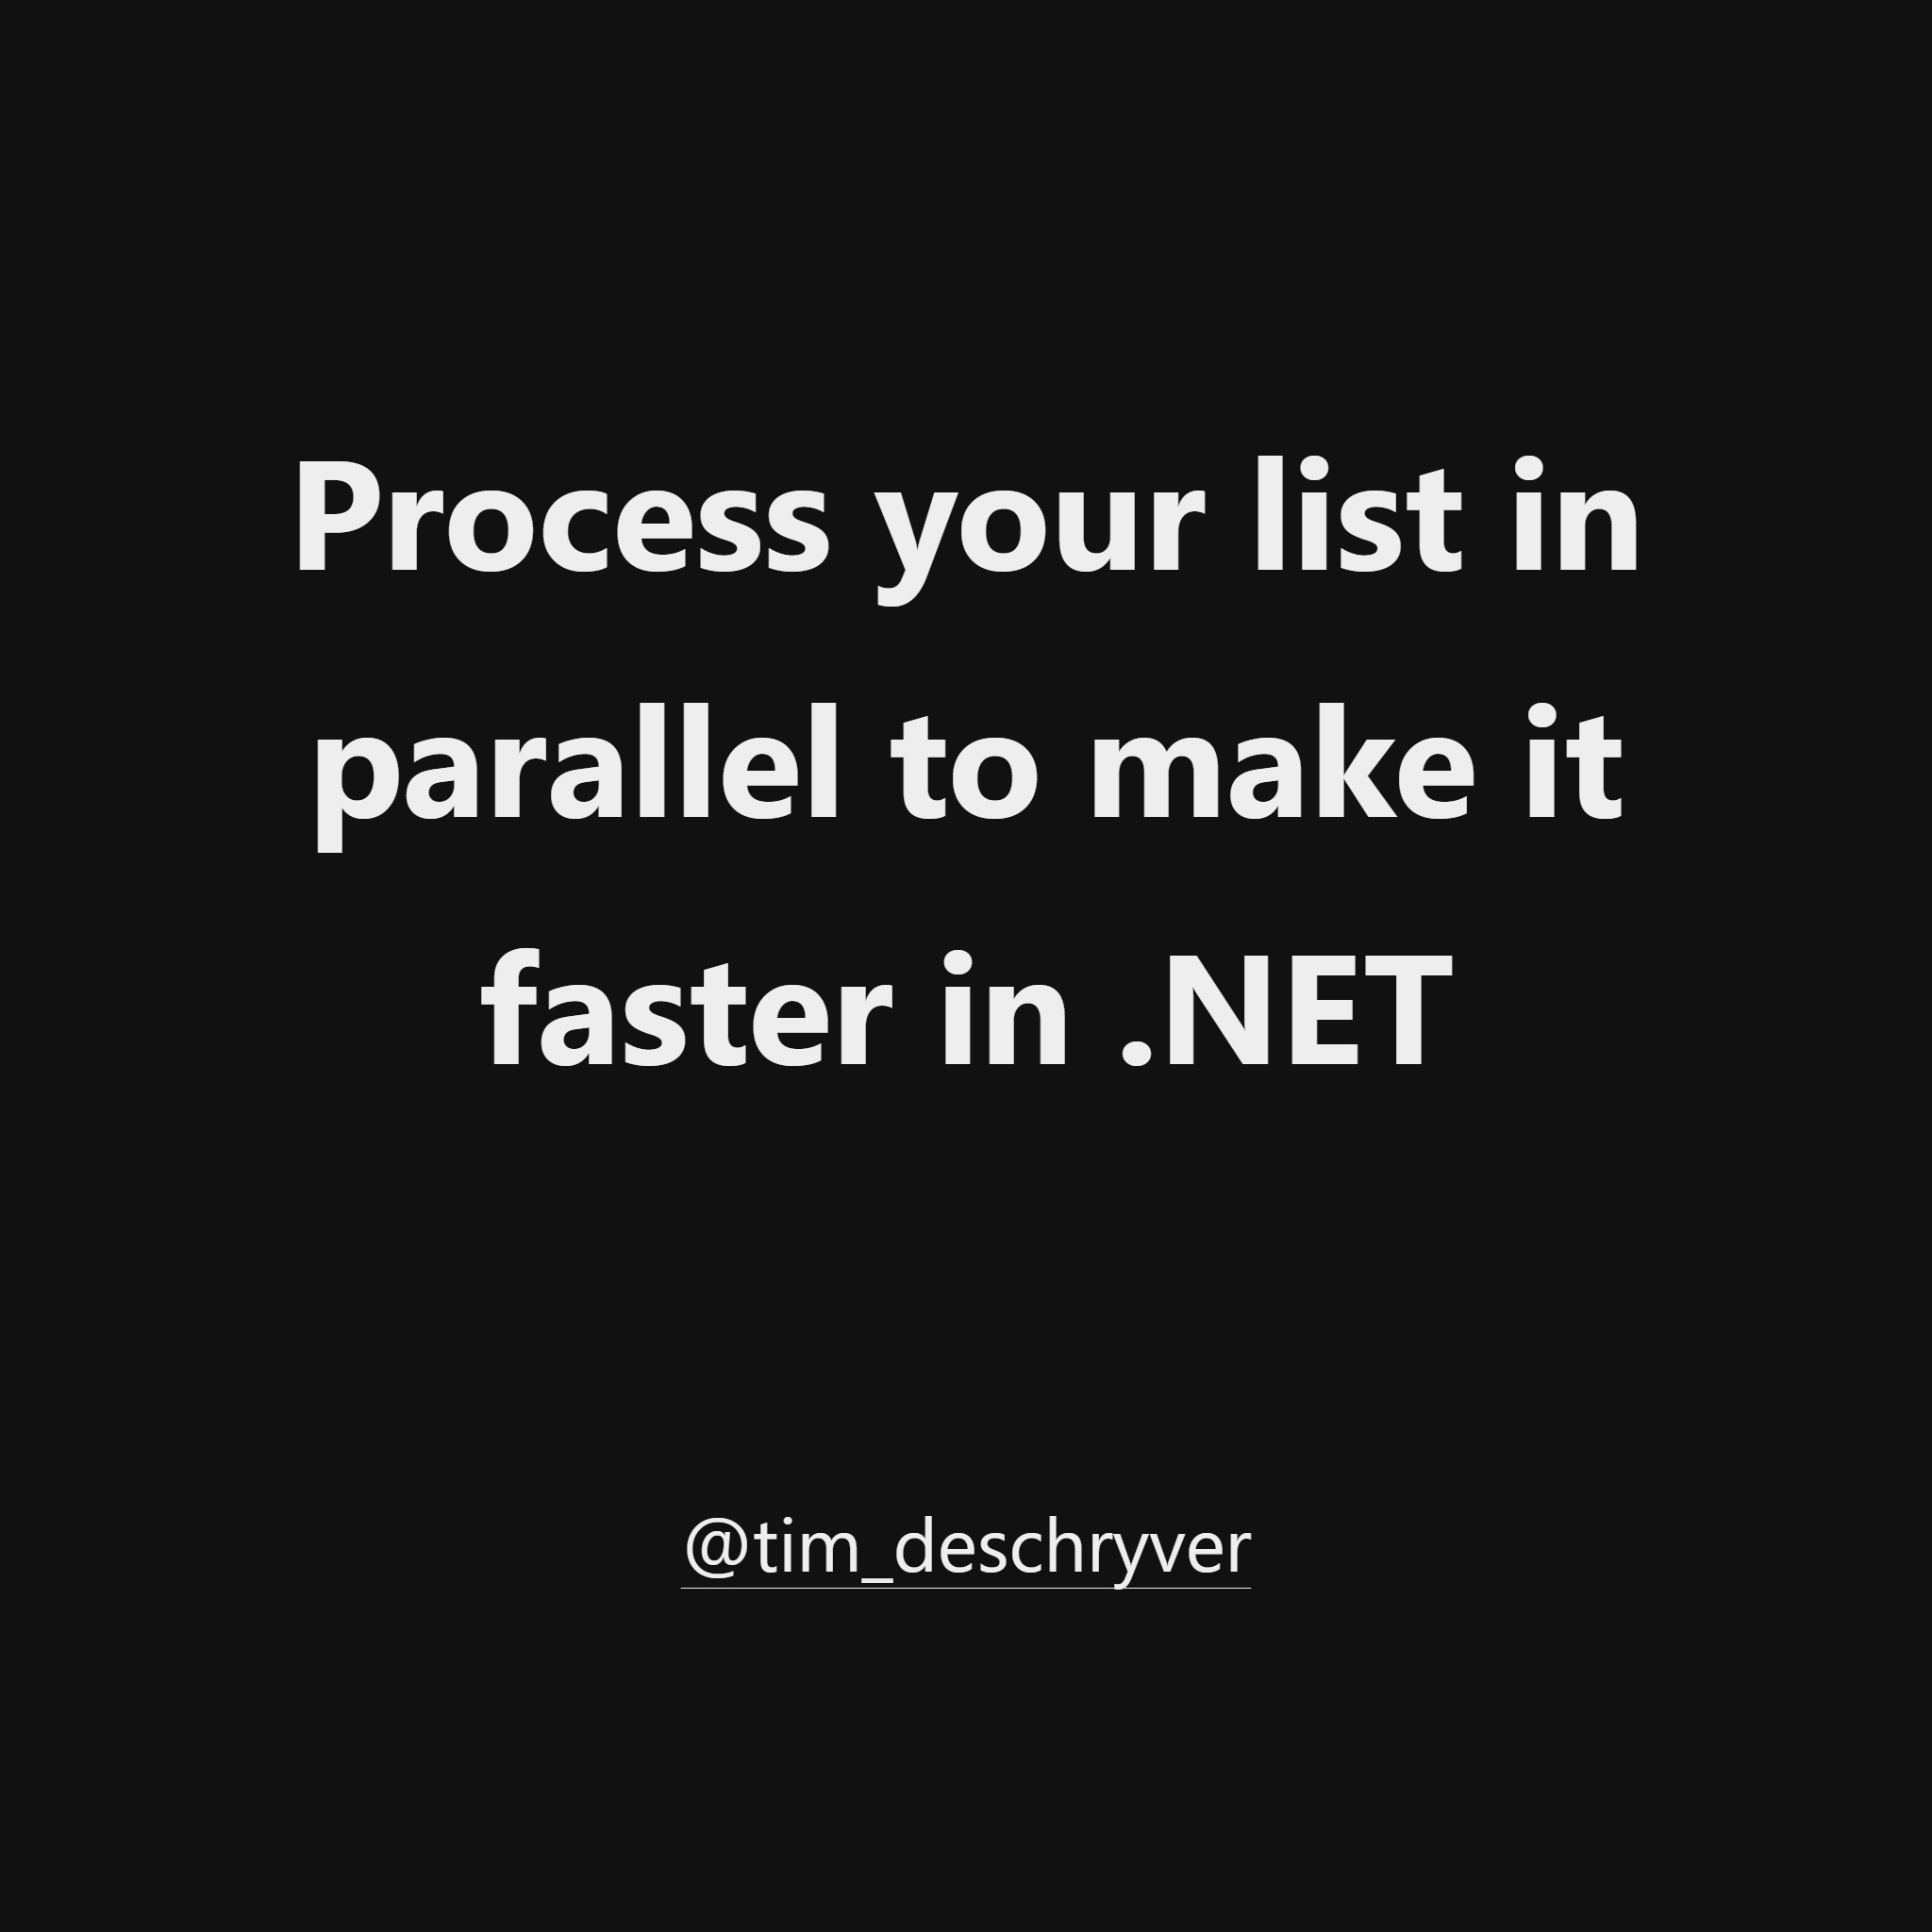 Process your list in
parallel to make it
faster in .NET
@tim_deschryver